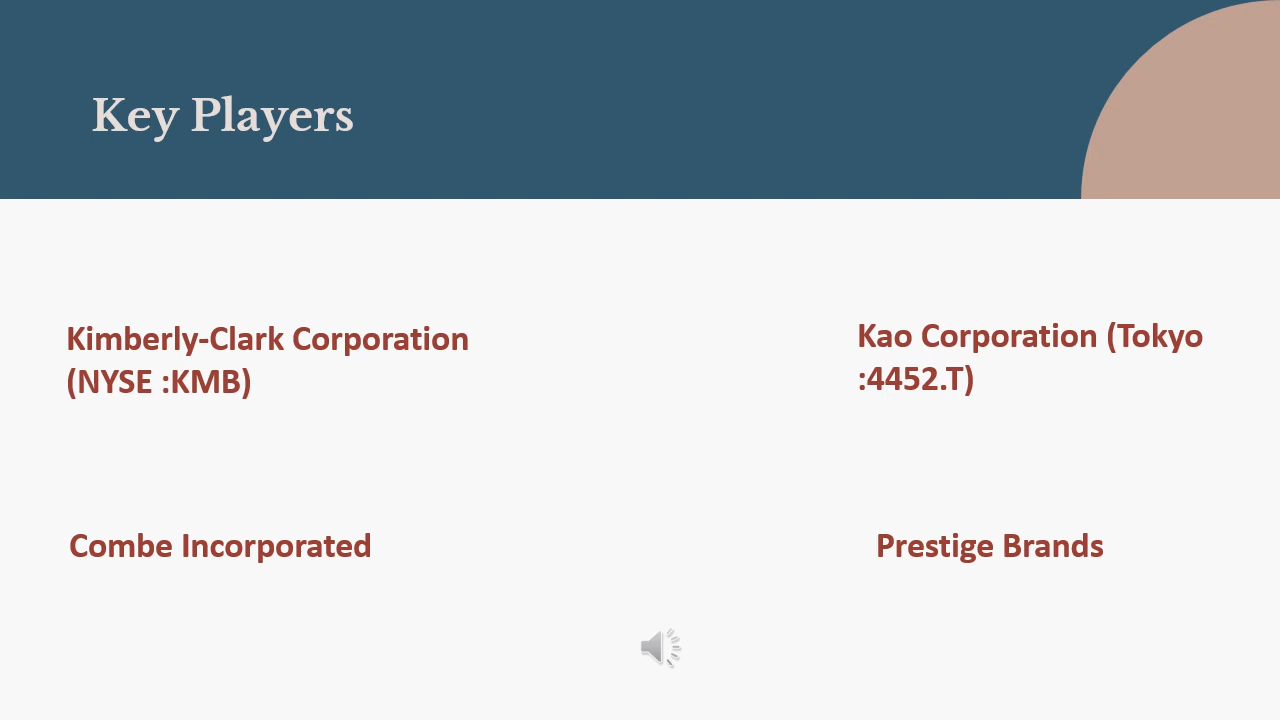 Key Players
Kimberly-Clark Corporation
(NYSE :KMB)
Kao Corporation (Tokyo
:4452.T)
Combe Incorporated
Prestige Brands